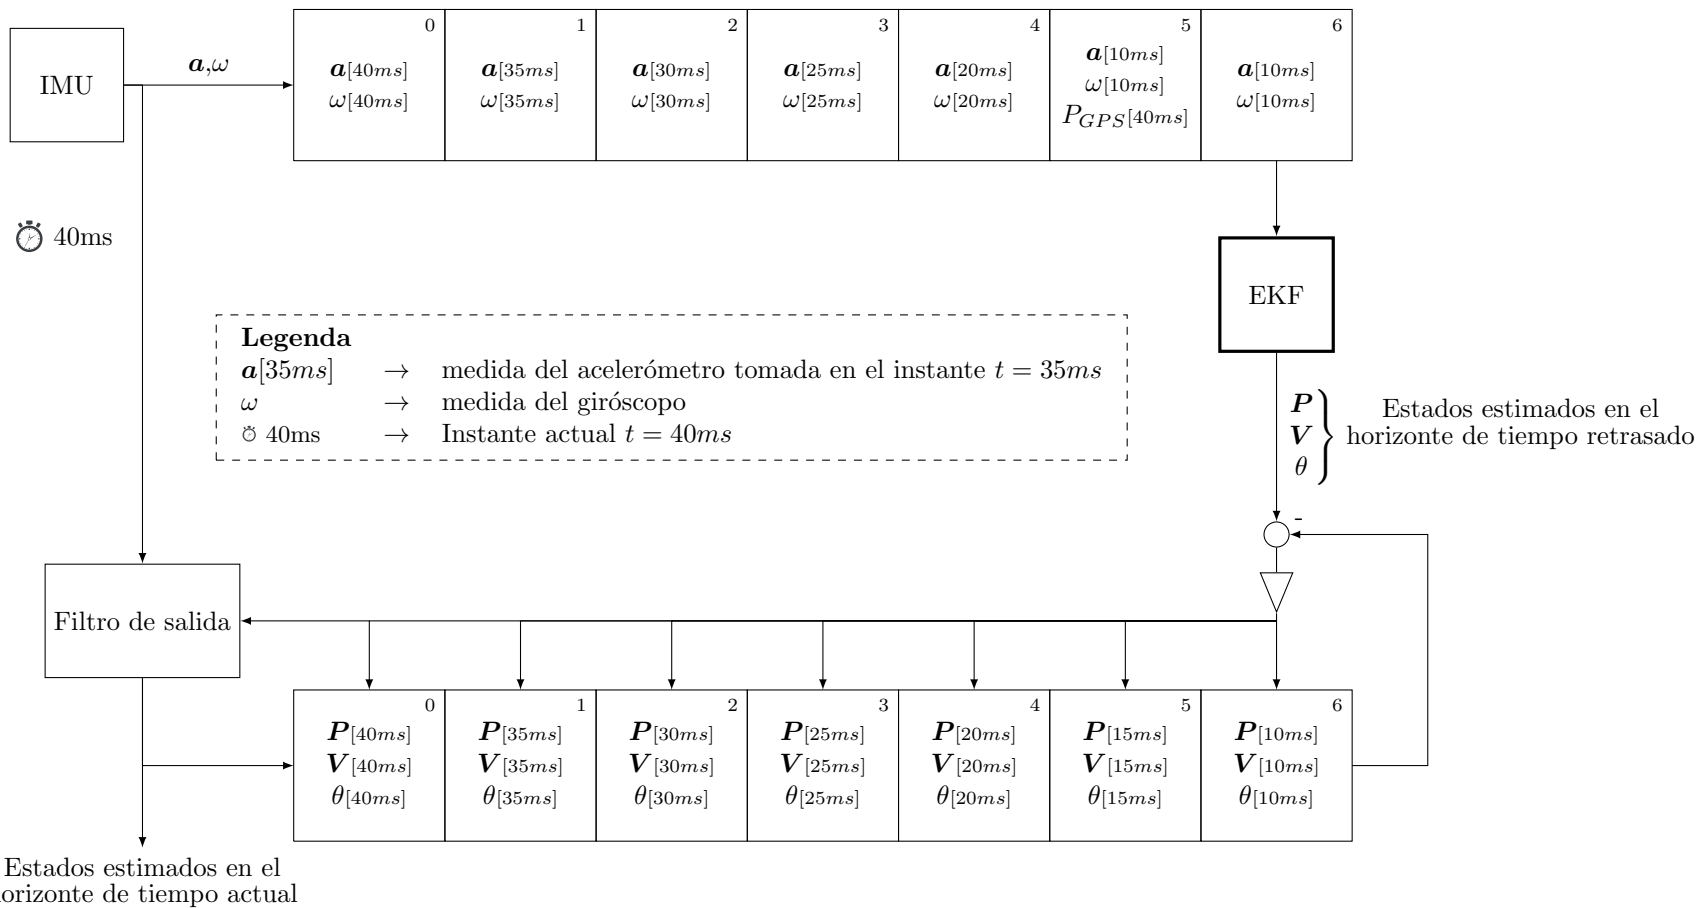 IMU
a,ω
0
a[40ms]
ω[40ms]
1
a[35ms]
ω[35ms]
2
a[30ms]
ω[30ms]
3
a[25ms]
ω[25ms]
4
a[20ms]
ω[20ms]
5
a[10ms]
ω[10ms]
P_GPS[40ms]
6
a[10ms]
ω[10ms]
40ms
EKF
Legenda
a[35ms] → medida del acelerómetro tomada en el instante t = 35ms
ω → medida del giróscopo
⏱ 40ms → Instante actual t = 40ms
P
V
θ
Estados estimados en el
horizonte de tiempo retrasado
-
Filtro de salida
0
P[40ms]
V[40ms]
θ[40ms]
1
P[35ms]
V[35ms]
θ[35ms]
2
P[30ms]
V[30ms]
θ[30ms]
3
P[25ms]
V[25ms]
θ[25ms]
4
P[20ms]
V[20ms]
θ[20ms]
5
P[15ms]
V[15ms]
θ[15ms]
6
P[10ms]
V[10ms]
θ[10ms]
Estados estimados en el
orizonte de tiempo actual